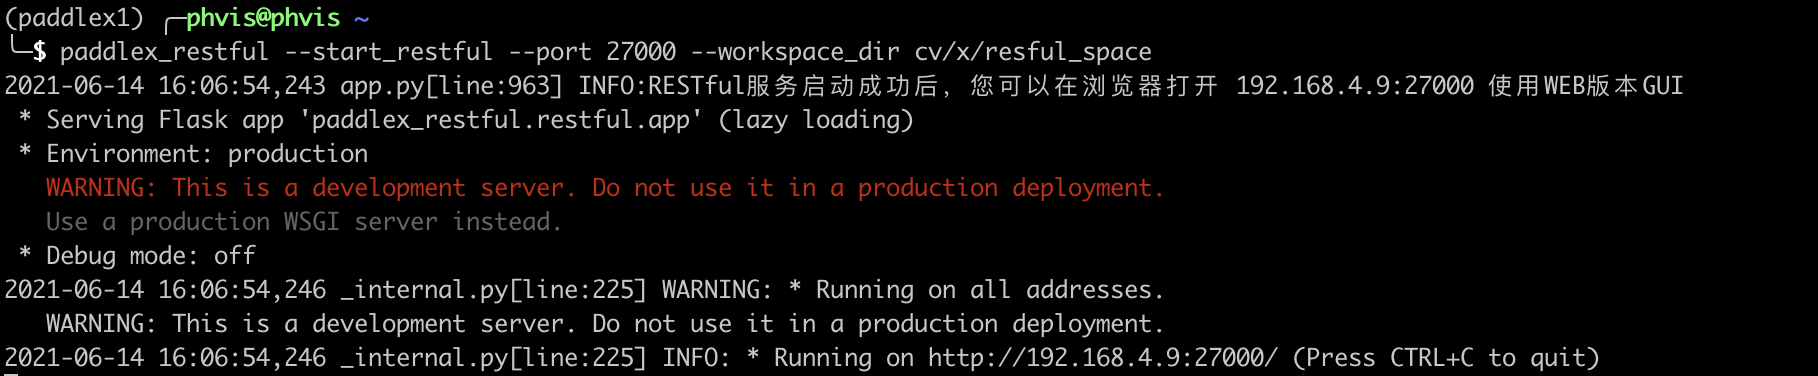 (paddlex1) ╭─phvis@phvis ~
╰─$ paddlex_restful --start_restful --port 27000 --workspace_dir cv/x/resful_space
2021-06-14 16:06:54,243 app.py[line:963] INFO:RESTful服务启动成功后，您可以在浏览器打开 192.168.4.9:27000 使用WEB版本GUI
 * Serving Flask app 'paddlex_restful.restful.app' (lazy loading)
 * Environment: production
   WARNING: This is a development server. Do not use it in a production deployment.
   Use a production WSGI server instead.
 * Debug mode: off
2021-06-14 16:06:54,246 _internal.py[line:225] WARNING: * Running on all addresses.
   WARNING: This is a development server. Do not use it in a production deployment.
2021-06-14 16:06:54,246 _internal.py[line:225] INFO: * Running on http://192.168.4.9:27000/ (Press CTRL+C to quit)